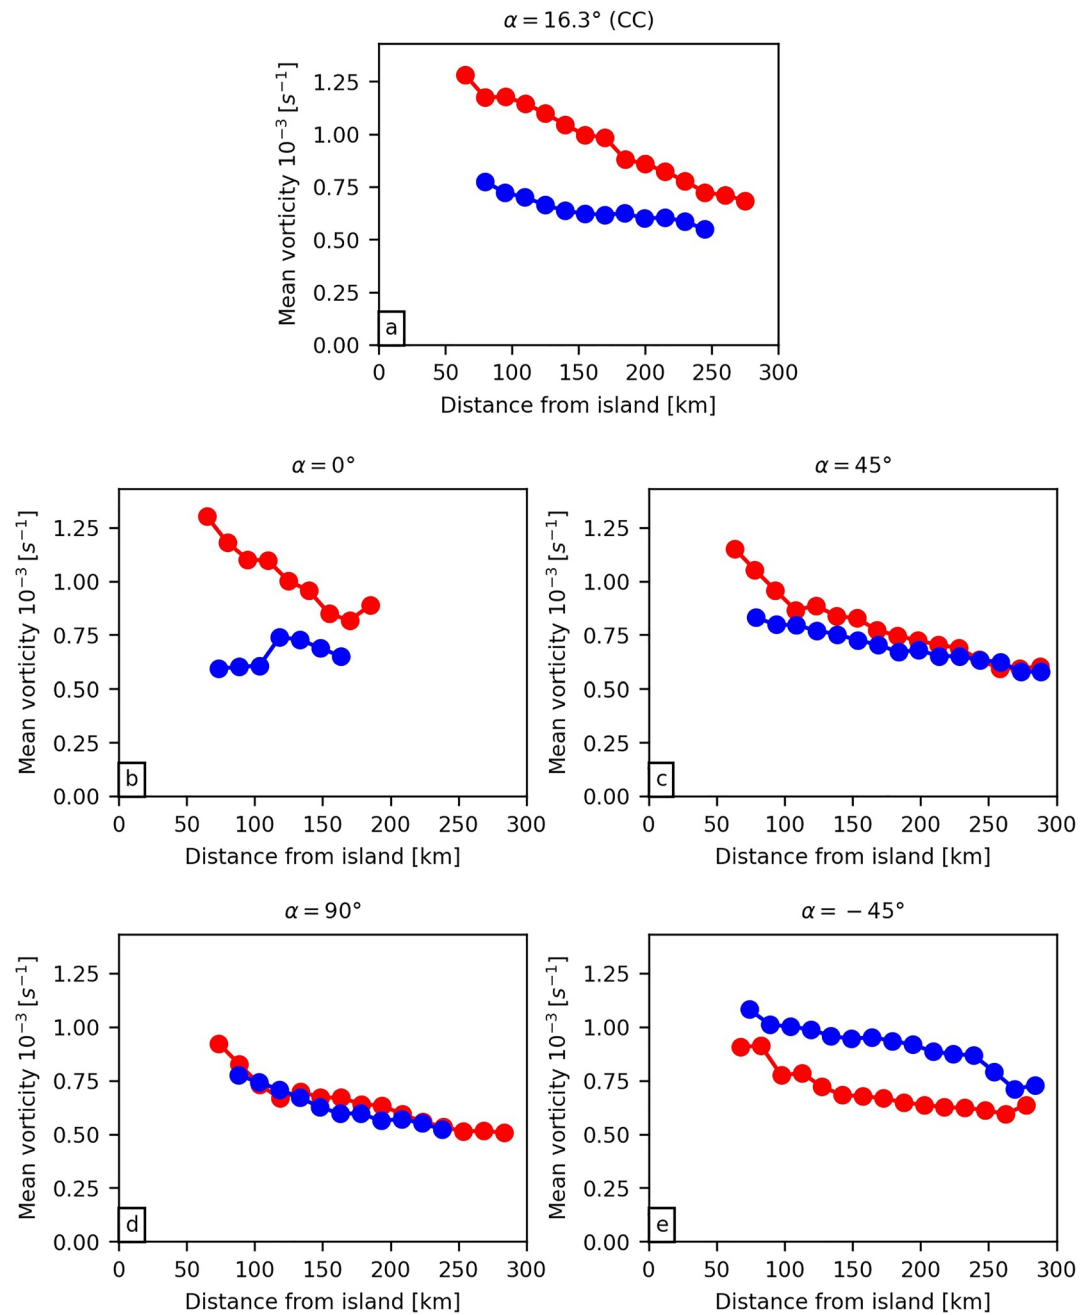 α = 16.3° (CC)
Mean vorticity 10⁻³ [s⁻¹]
1.25
1.00
0.75
0.50
0.25
0.00
a
0 50 100 150 200 250 300
Distance from island [km]
α = 0°
Mean vorticity 10⁻³ [s⁻¹]
1.25
1.00
0.75
0.50
0.25
0.00
b
0 50 100 150 200 250 300
Distance from island [km]
α = 45°
Mean vorticity 10⁻³ [s⁻¹]
1.25
1.00
0.75
0.50
0.25
0.00
c
0 50 100 150 200 250 300
Distance from island [km]
α = 90°
Mean vorticity 10⁻³ [s⁻¹]
1.25
1.00
0.75
0.50
0.25
0.00
d
0 50 100 150 200 250 300
Distance from island [km]
α = − 45°
Mean vorticity 10⁻³ [s⁻¹]
1.25
1.00
0.75
0.50
0.25
0.00
e
0 50 100 150 200 250 300
Distance from island [km]